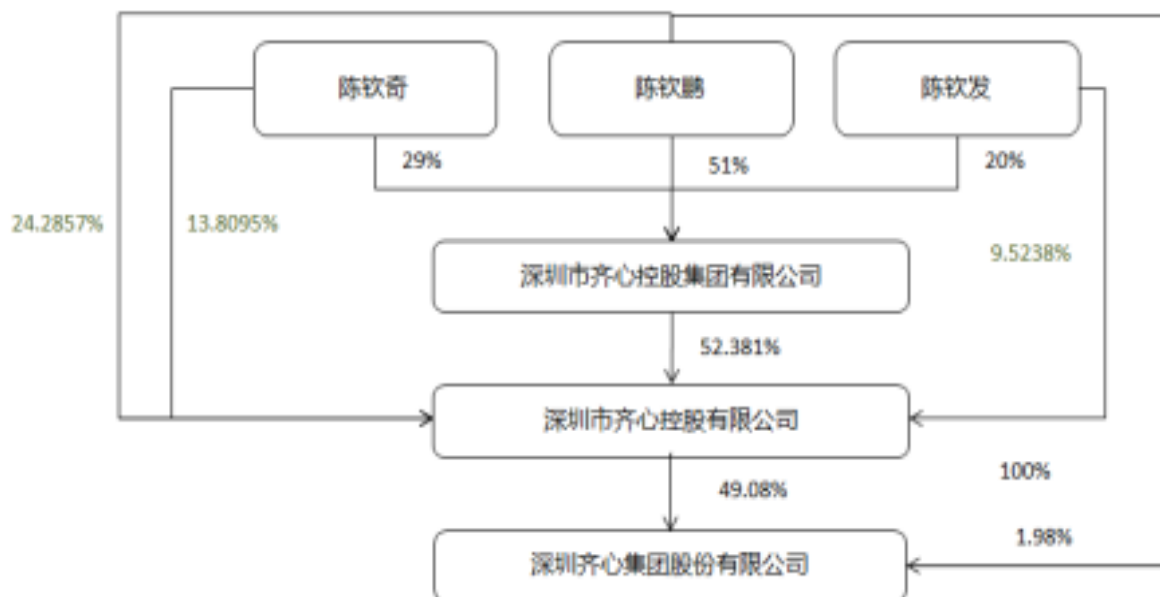 陈钦奇
陈钦鹏
陈钦发
29%
51%
20%
24.2857%
13.8095%
9.5238%
深圳市齐心控股集团有限公司
52.381%
深圳市齐心控股有限公司
100%
49.08%
1.98%
深圳齐心集团股份有限公司